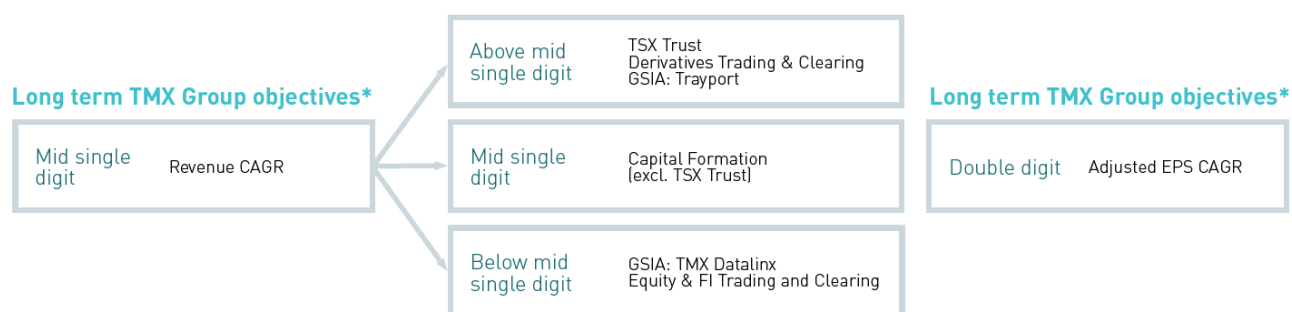 Long term TMX Group objectives*
Mid single
digit
Revenue CAGR
Above mid
single digit
TSX Trust
Derivatives Trading & Clearing
GSIA: Trayport
Mid single
digit
Capital Formation
(excl. TSX Trust)
Below mid
single digit
GSIA: TMX Datalinx
Equity & FI Trading and Clearing
Long term TMX Group objectives*
Double digit
Adjusted EPS CAGR